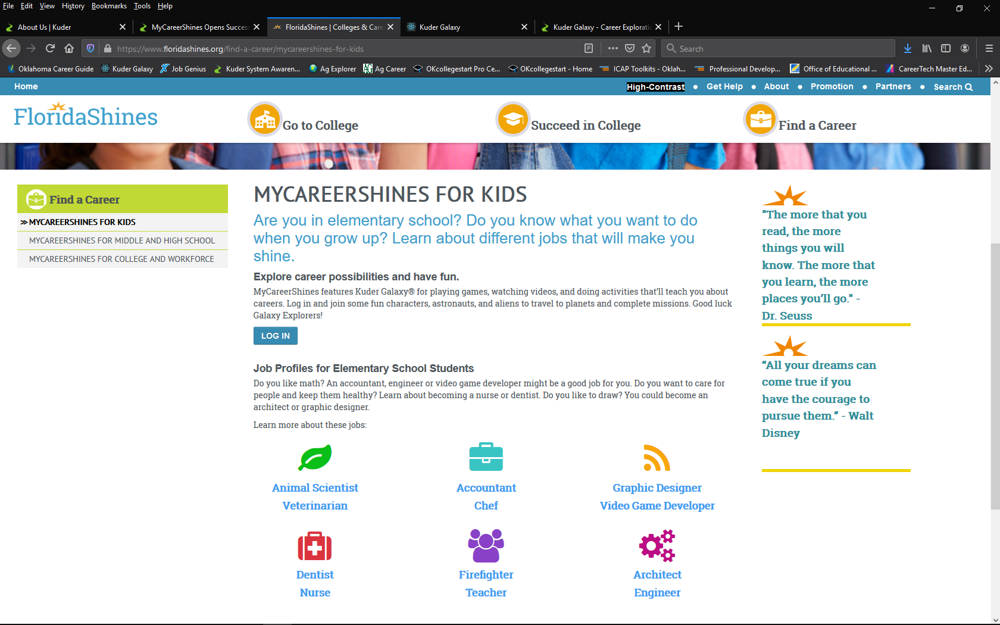 File Edit View History Bookmarks Tools Help
About Us | Kuder
MyCareerShines Opens Succes
FloridaShines | Colleges & Care
Kuder Galaxy
Kuder Galaxy - Career Explorati
https://www.floridashines.org/find-a-career/mycareershines-for-kids
Search
Oklahoma Career Guide Kuder Galaxy Job Genius Kuder System Awaren... Ag Explorer Ag Career OKcollegestart Pro Ce... OKcollegestart - Home ICAP Toolkits - Oklah... Professional Develop... Office of Educational ... CareerTech Master Ed...
Home
High-Contrast • Get Help • About • Promotion • Partners • Search
FloridaShines
Go to College
Succeed in College
Find a Career
Find a Career
≫ MYCAREERSHINES FOR KIDS
MYCAREERSHINES FOR MIDDLE AND HIGH SCHOOL
MYCAREERSHINES FOR COLLEGE AND WORKFORCE
MYCAREERSHINES FOR KIDS
Are you in elementary school? Do you know what you want to do
when you grow up? Learn about different jobs that will make you
shine.
Explore career possibilities and have fun.
MyCareerShines features Kuder Galaxy® for playing games, watching videos, and doing activities that'll teach you about
careers. Log in and join some fun characters, astronauts, and aliens to travel to planets and complete missions. Good luck
Galaxy Explorers!
LOG IN
Job Profiles for Elementary School Students
Do you like math? An accountant, engineer or video game developer might be a good job for you. Do you want to care for
people and keep them healthy? Learn about becoming a nurse or dentist. Do you like to draw? You could become an
architect or graphic designer.
Learn more about these jobs:
Animal Scientist
Veterinarian
Accountant
Chef
Graphic Designer
Video Game Developer
Dentist
Nurse
Firefighter
Teacher
Architect
Engineer
"The more that you
read, the more
things you will
know. The more that
you learn, the more
places you'll go." -
Dr. Seuss
“All your dreams can
come true if you
have the courage to
pursue them.” - Walt
Disney